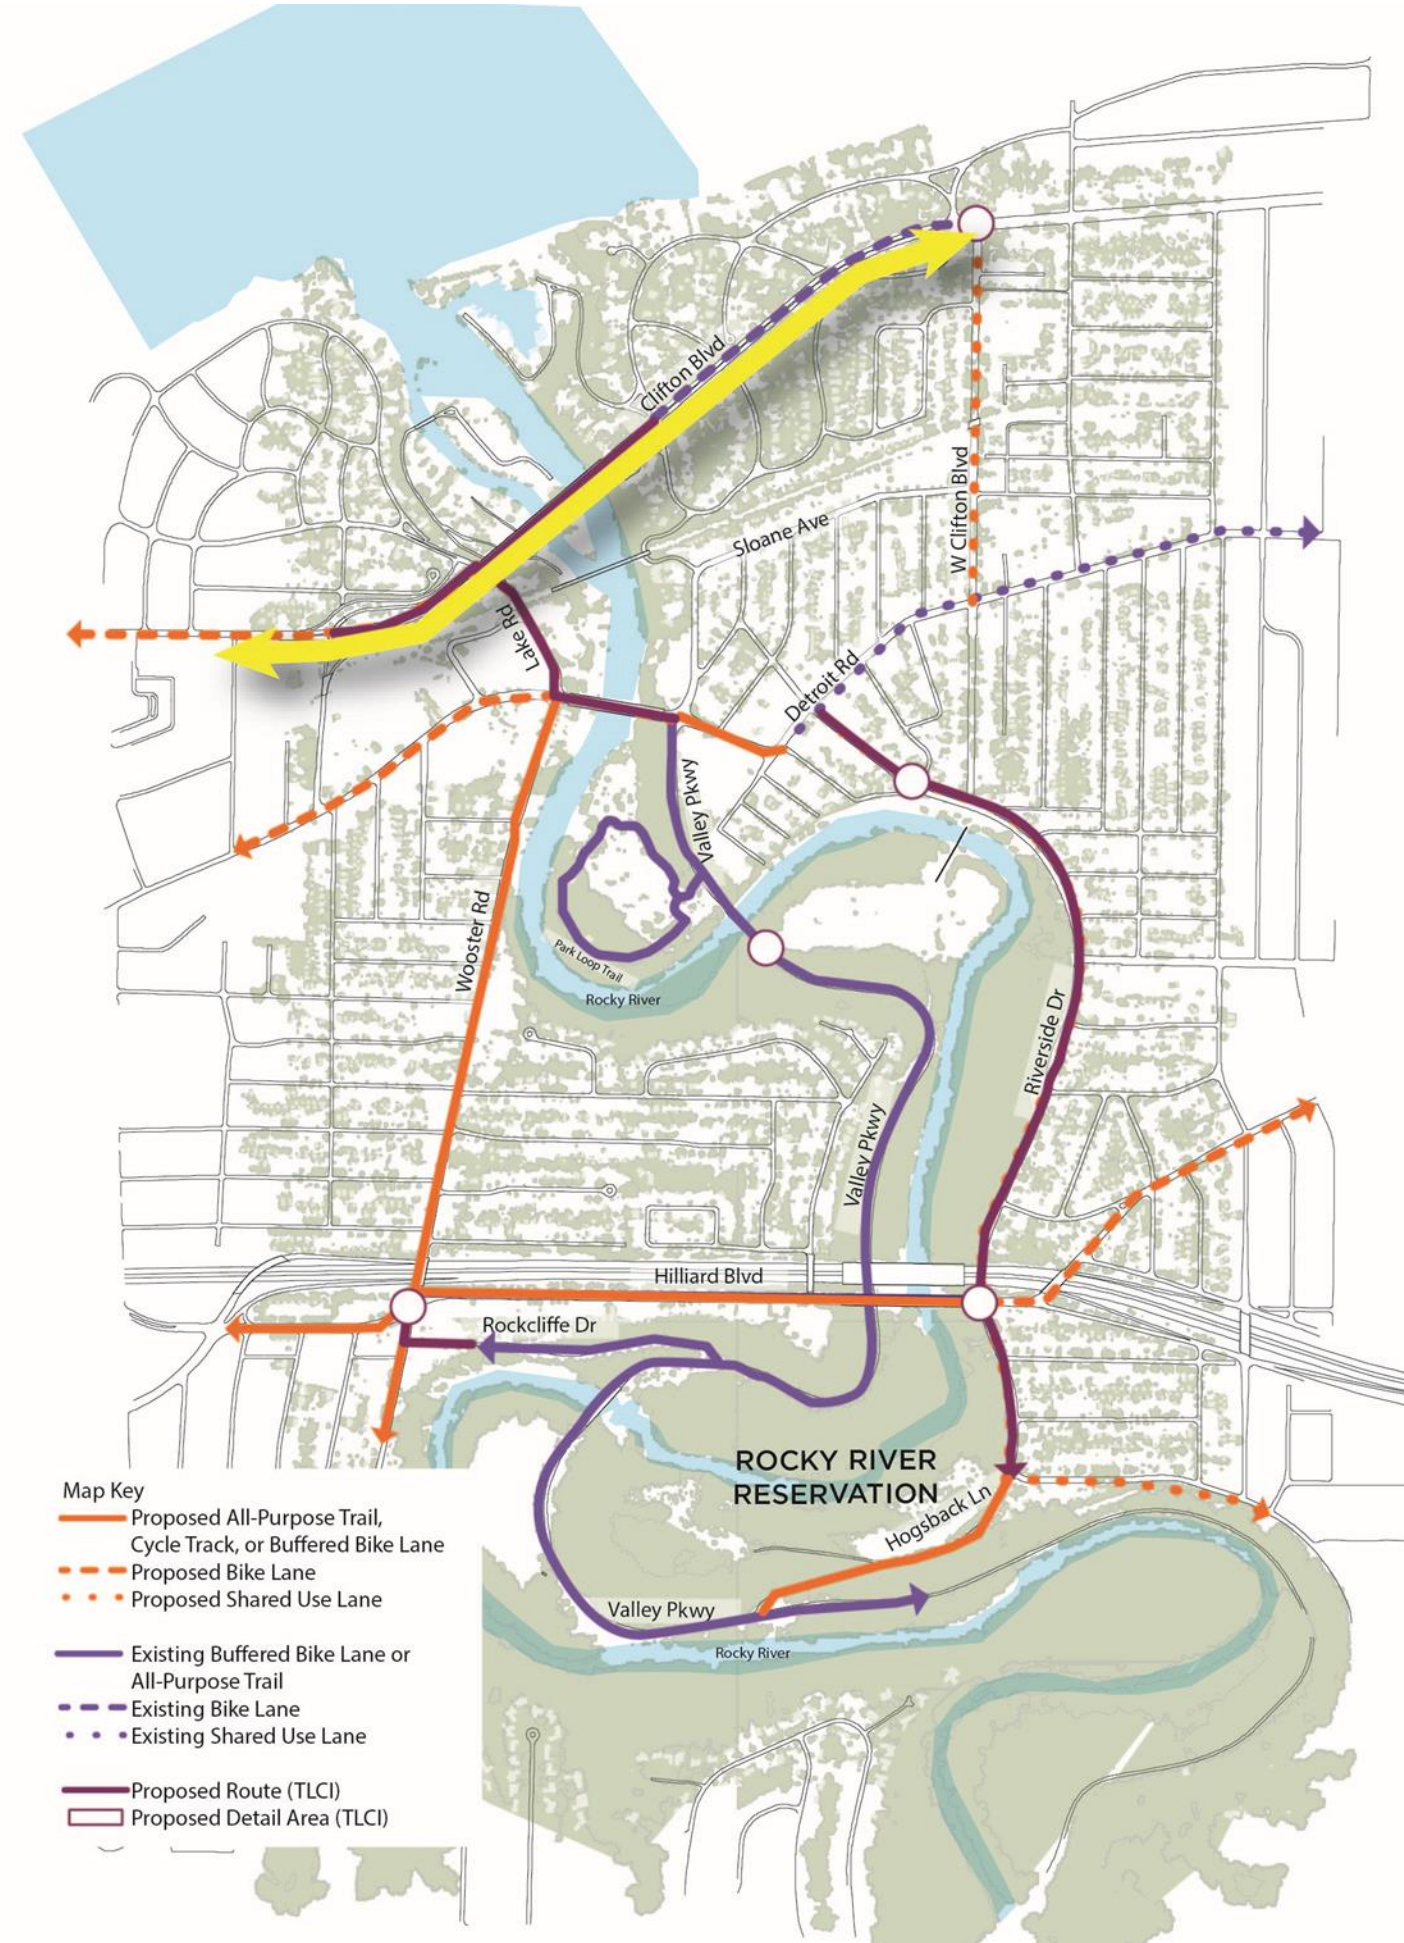 Clifton Blvd
Sloane Ave
W Clifton Blvd
Lake Rd
Detroit Rd
Valley Pkwy
Wooster Rd
Park Loop Trail
Rocky River
Riverside Dr
Valley Pkwy
Hilliard Blvd
Rockcliffe Dr
ROCKY RIVER
RESERVATION
Hogsback Ln
Valley Pkwy
Rocky River
Map Key
Proposed All-Purpose Trail,
Cycle Track, or Buffered Bike Lane
Proposed Bike Lane
Proposed Shared Use Lane
Existing Buffered Bike Lane or
All-Purpose Trail
Existing Bike Lane
Existing Shared Use Lane
Proposed Route (TLCI)
Proposed Detail Area (TLCI)